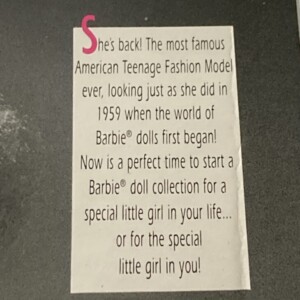 She's back! The most famous
American Teenage Fashion Model
ever, looking just as she did in
1959 when the world of
Barbie® dolls first began!
Now is a perfect time to start a
Barbie® doll collection for a
special little girl in your life...
or for the special
little girl in you!